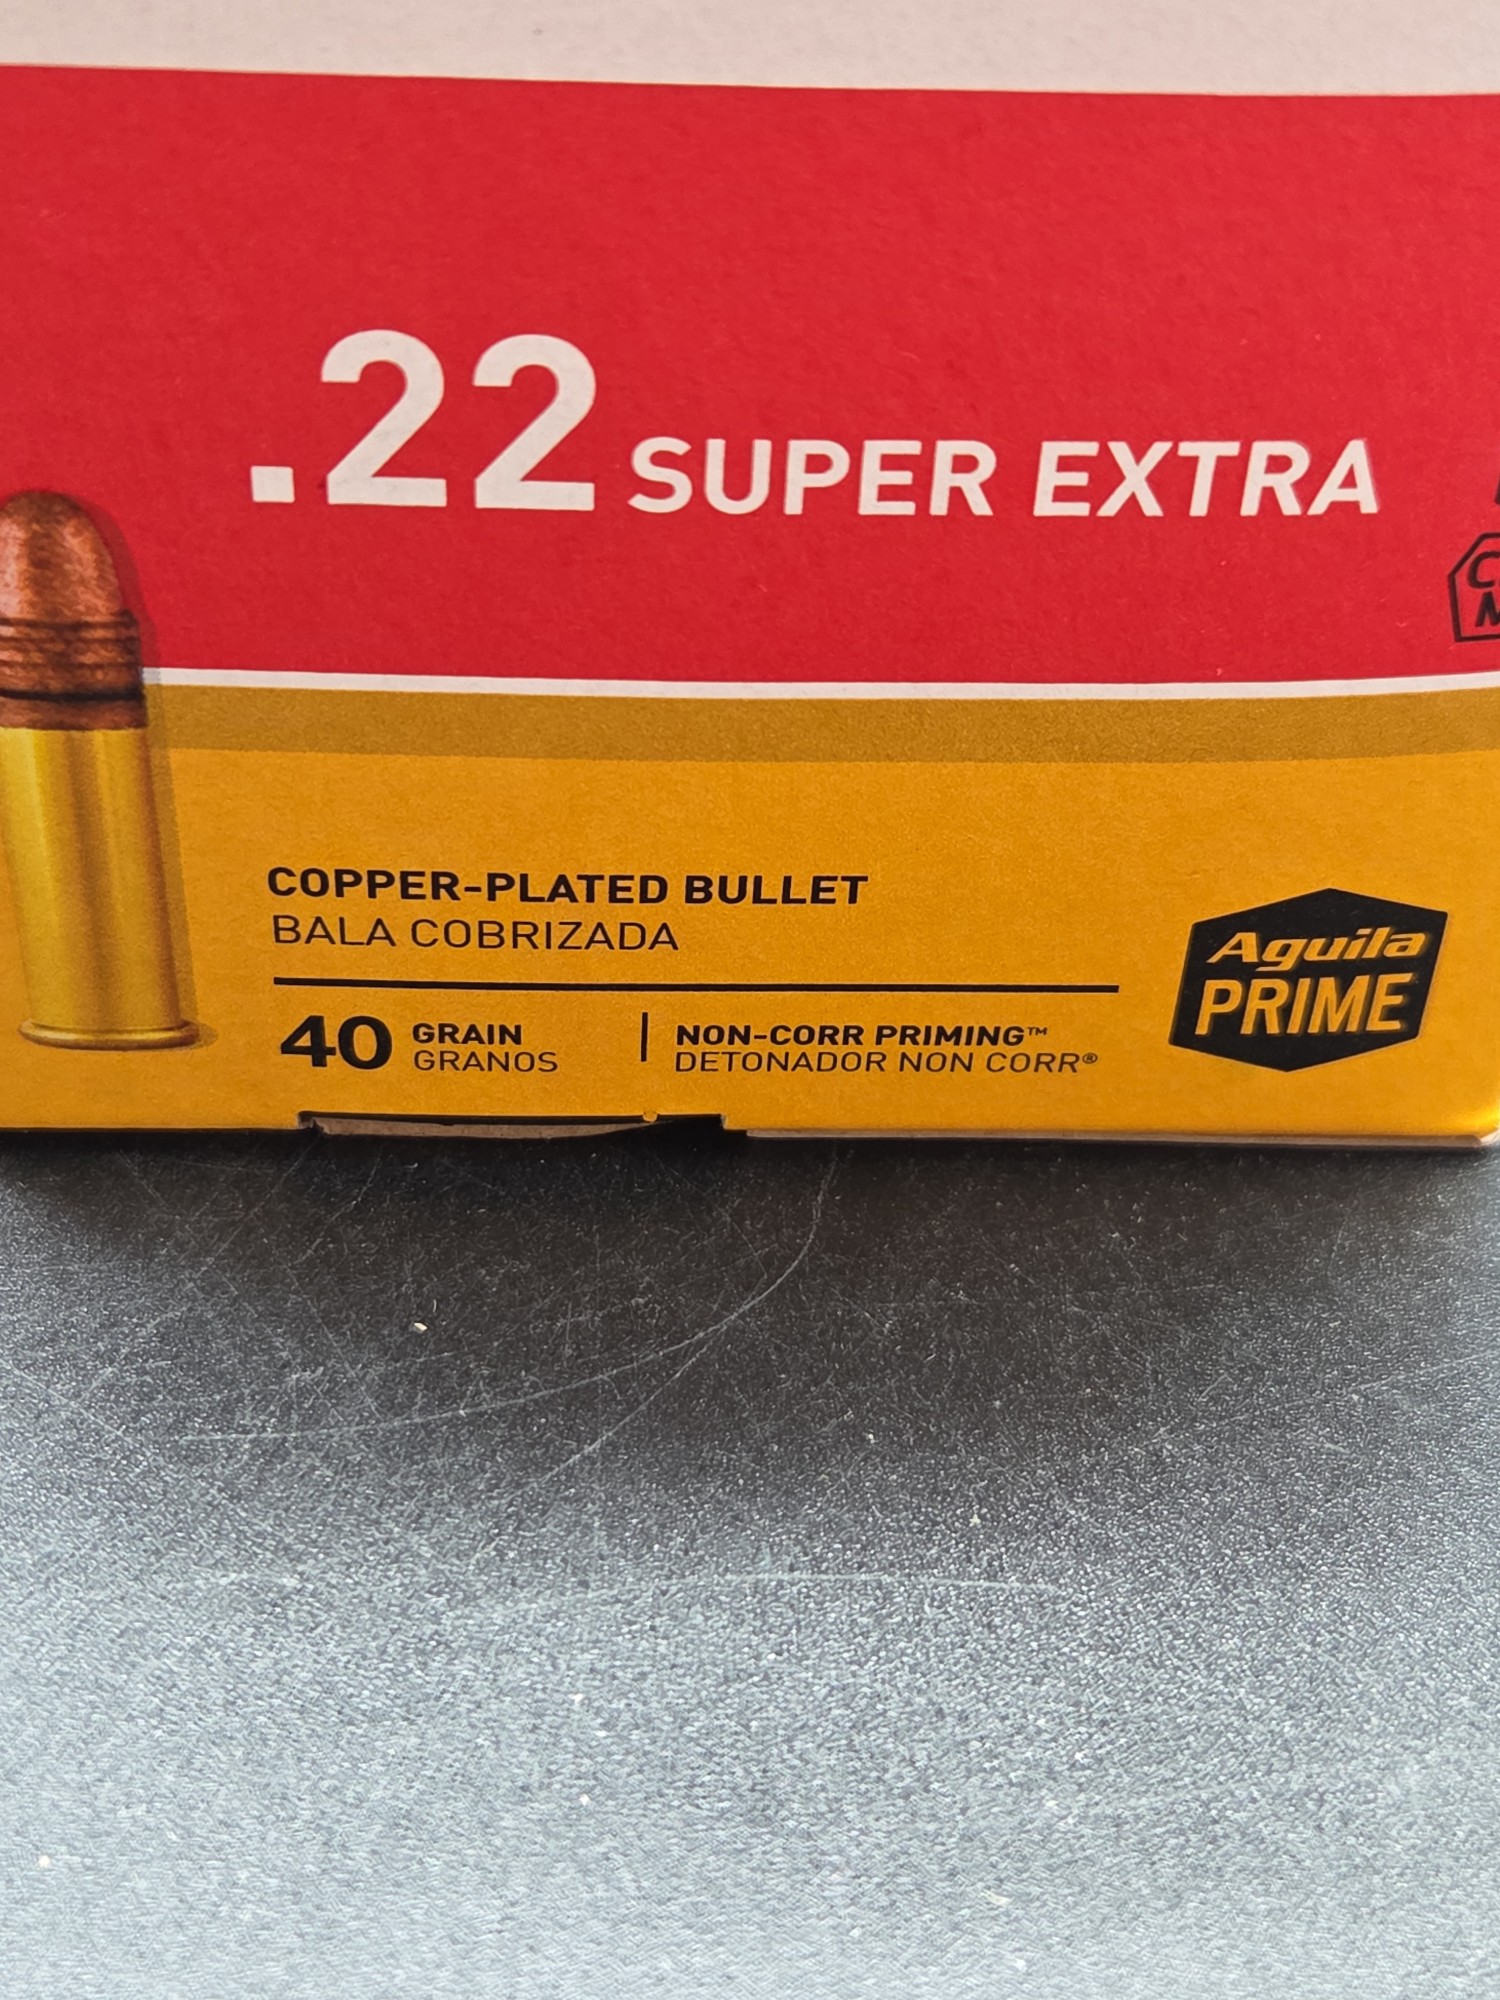 .22 SUPER EXTRA
COPPER-PLATED BULLET
BALA COBRIZADA
40 GRAIN
GRANOS
NON-CORR PRIMING™
DETONADOR NON CORR®
Aguila
PRIME